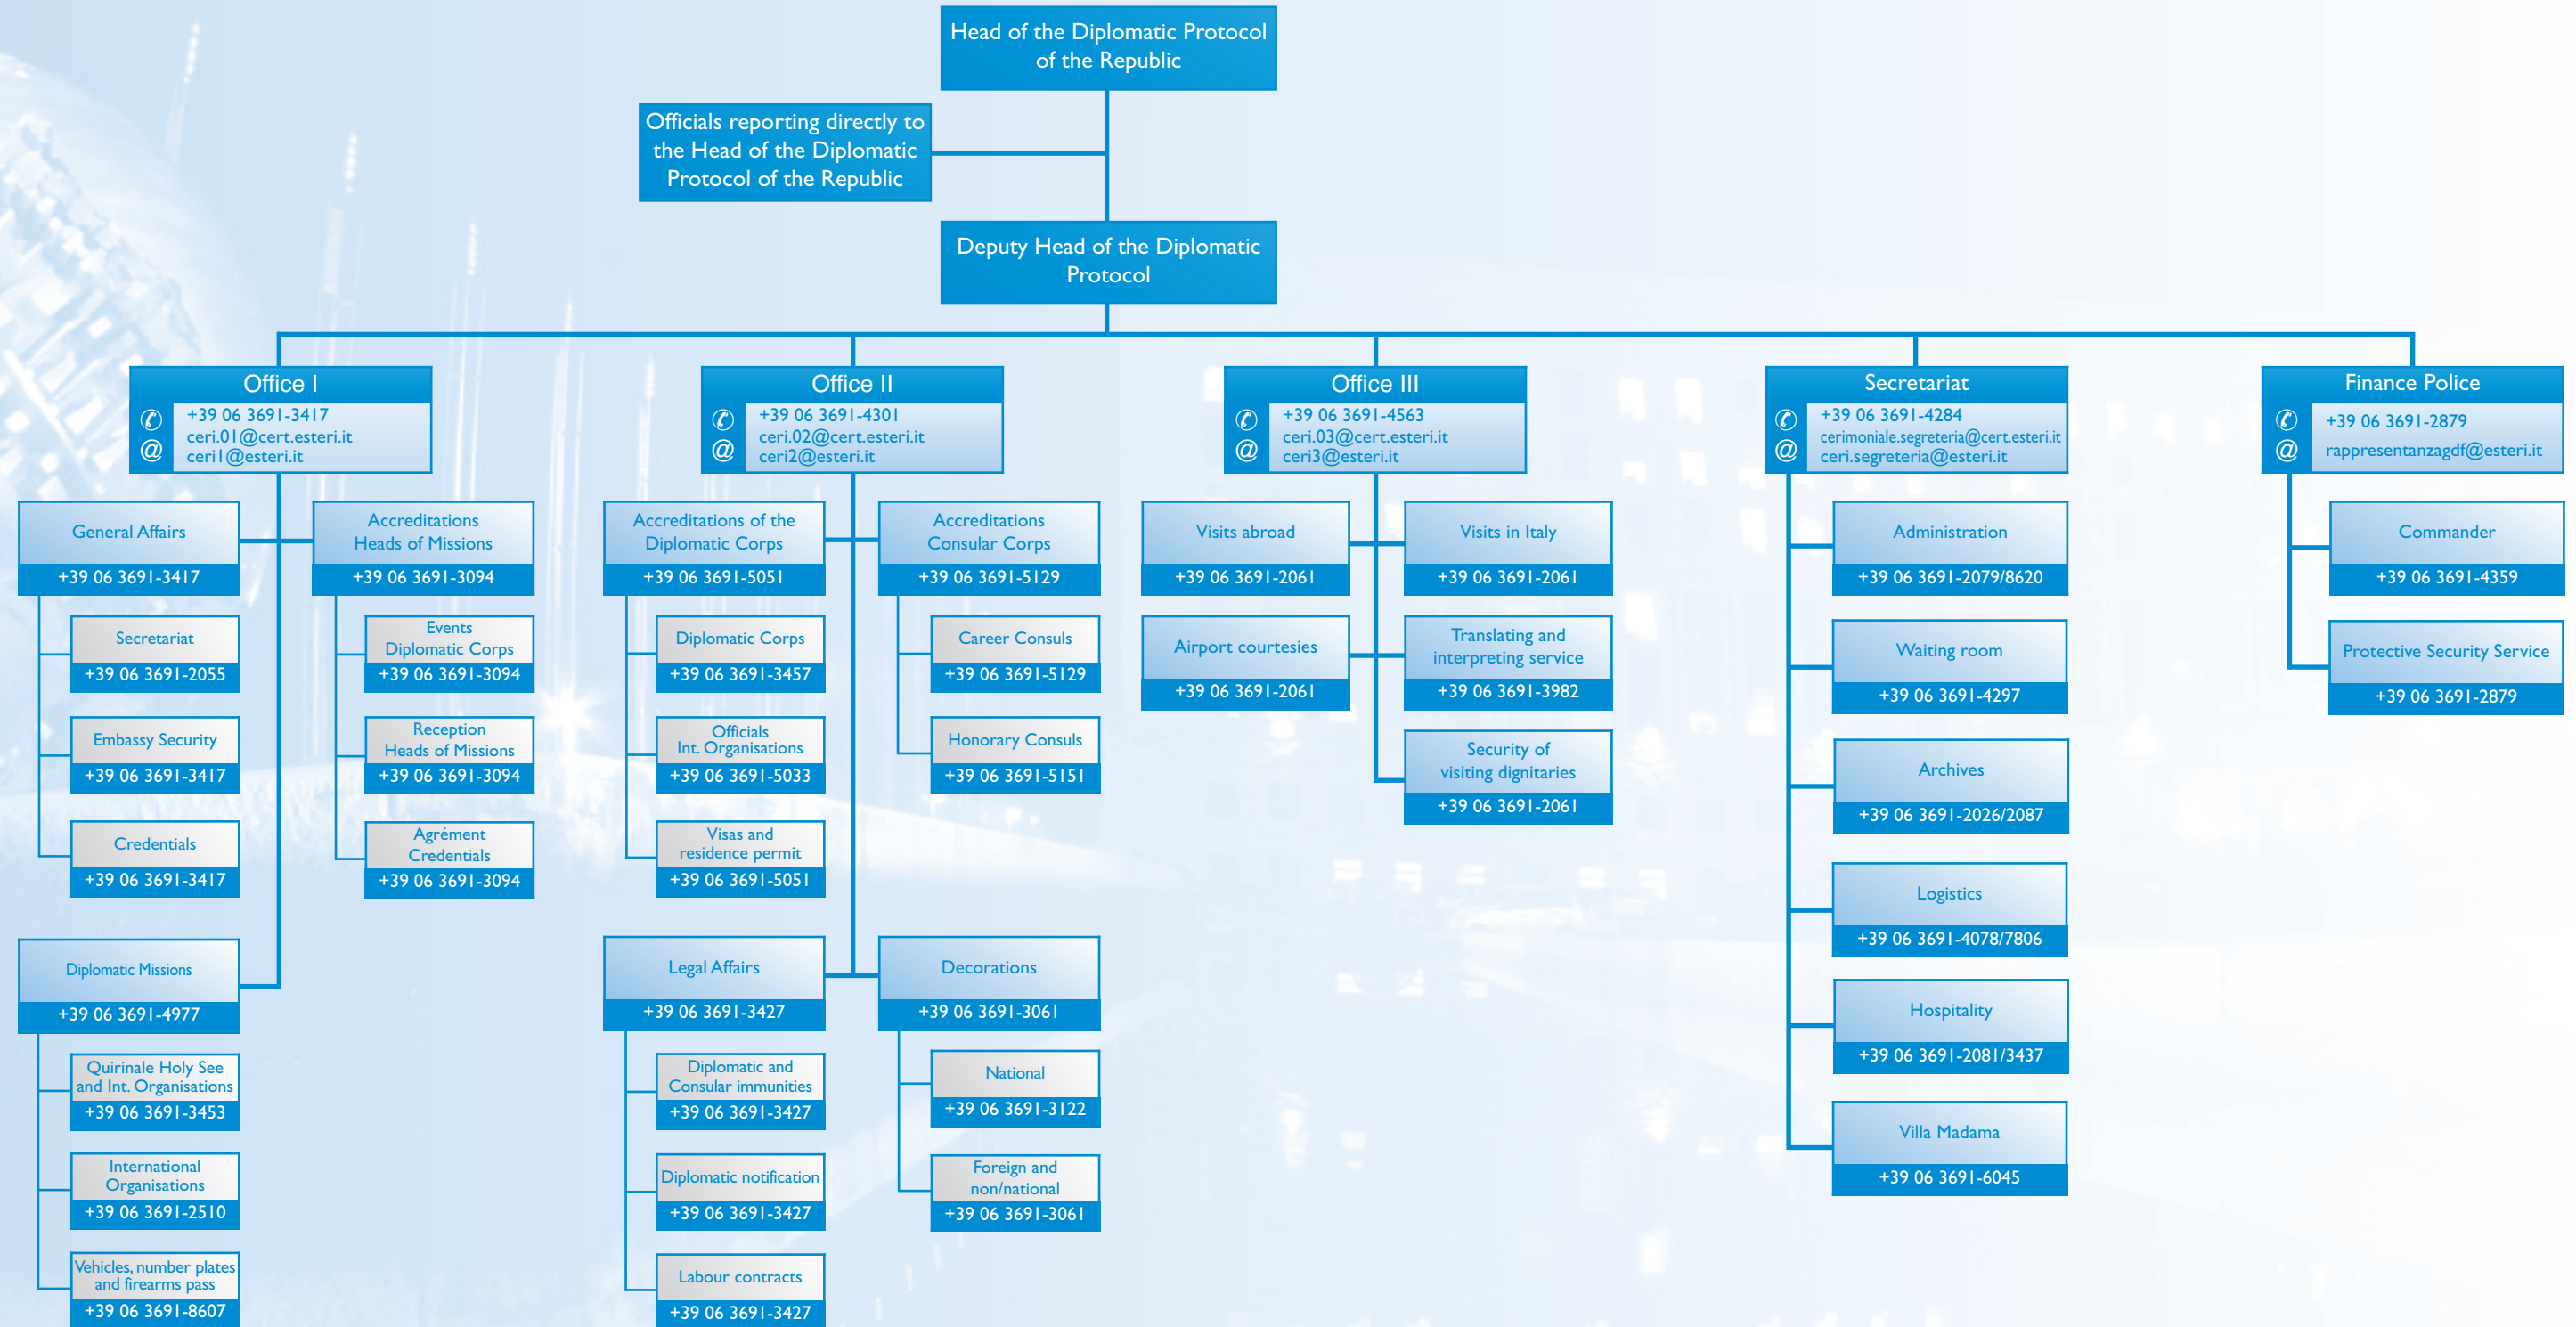 Head of the Diplomatic Protocol
of the Republic
Officials reporting directly to
the Head of the Diplomatic
Protocol of the Republic
Deputy Head of the Diplomatic
Protocol
Office I
✆ +39 06 3691-3417
ceri.01@cert.esteri.it
@ ceri1@esteri.it
General Affairs
+39 06 3691-3417
Secretariat
+39 06 3691-2055
Embassy Security
+39 06 3691-3417
Credentials
+39 06 3691-3417
Accreditations
Heads of Missions
+39 06 3691-3094
Events
Diplomatic Corps
+39 06 3691-3094
Reception
Heads of Missions
+39 06 3691-3094
Agrément
Credentials
+39 06 3691-3094
Diplomatic Missions
+39 06 3691-4977
Quirinale Holy See
and Int. Organisations
+39 06 3691-3453
International
Organisations
+39 06 3691-2510
Vehicles, number plates
and firearms pass
+39 06 3691-8607
Office II
✆ +39 06 3691-4301
ceri.02@cert.esteri.it
@ ceri2@esteri.it
Accreditations of the
Diplomatic Corps
+39 06 3691-5051
Diplomatic Corps
+39 06 3691-3457
Officials
Int. Organisations
+39 06 3691-5033
Visas and
residence permit
+39 06 3691-5051
Accreditations
Consular Corps
+39 06 3691-5129
Career Consuls
+39 06 3691-5129
Honorary Consuls
+39 06 3691-5151
Legal Affairs
+39 06 3691-3427
Diplomatic and
Consular immunities
+39 06 3691-3427
Diplomatic notification
+39 06 3691-3427
Labour contracts
+39 06 3691-3427
Decorations
+39 06 3691-3061
National
+39 06 3691-3122
Foreign and
non/national
+39 06 3691-3061
Office III
✆ +39 06 3691-4563
ceri.03@cert.esteri.it
@ ceri3@esteri.it
Visits abroad
+39 06 3691-2061
Airport courtesies
+39 06 3691-2061
Visits in Italy
+39 06 3691-2061
Translating and
interpreting service
+39 06 3691-3982
Security of
visiting dignitaries
+39 06 3691-2061
Secretariat
✆ +39 06 3691-4284
cerimoniale.segreteria@cert.esteri.it
@ ceri.segreteria@esteri.it
Administration
+39 06 3691-2079/8620
Waiting room
+39 06 3691-4297
Archives
+39 06 3691-2026/2087
Logistics
+39 06 3691-4078/7806
Hospitality
+39 06 3691-2081/3437
Villa Madama
+39 06 3691-6045
Finance Police
✆ +39 06 3691-2879
@ rappresentanzagdf@esteri.it
Commander
+39 06 3691-4359
Protective Security Service
+39 06 3691-2879